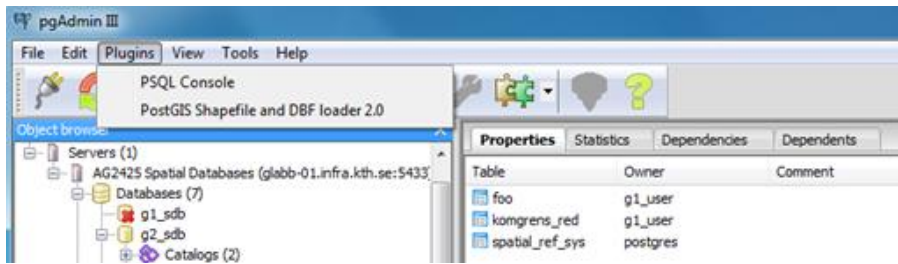 pgAdmin III
File Edit Plugins View Tools Help
PSQL Console
PostGIS Shapefile and DBF loader 2.0
Object browser
Properties Statistics Dependencies Dependents
Servers (1)
AG2425 Spatial Databases (glabb-01.infra.kth.se:5433)
Table Owner Comment
Databases (7)
foo g1_user
g1_sdb
komgrens_red g1_user
g2_sdb
spatial_ref_sys postgres
Catalogs (2)